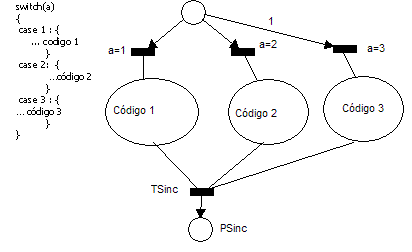 switch(a)
{
case 1 : {
... codigo 1
}
case 2: {
...código 2
}
case 3 : {
... código 3
}
}
1
a=1
a=2
a=3
Código 1
Código 2
Código 3
TSinc
PSinc